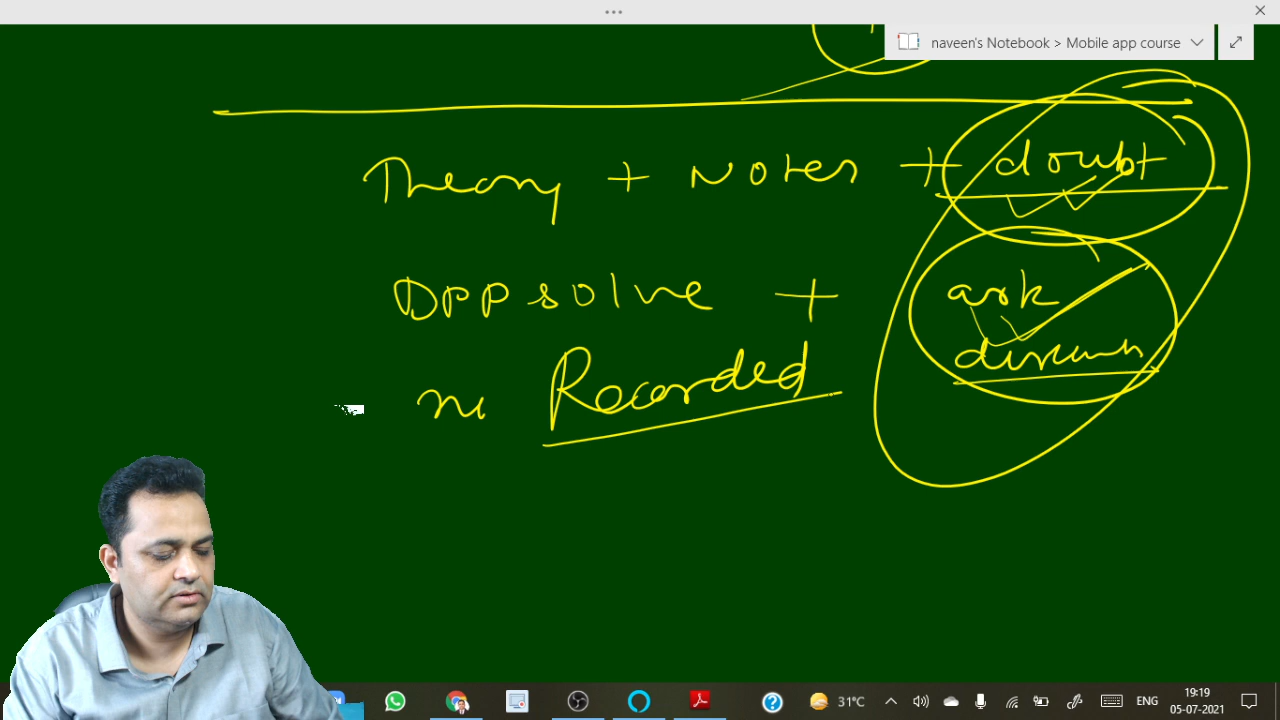 naveen's Notebook > Mobile app course
Theory + Notes + doubt
DPP solve + ask
discuss
Recorded
31°C
ENG
19:19
05-07-2021